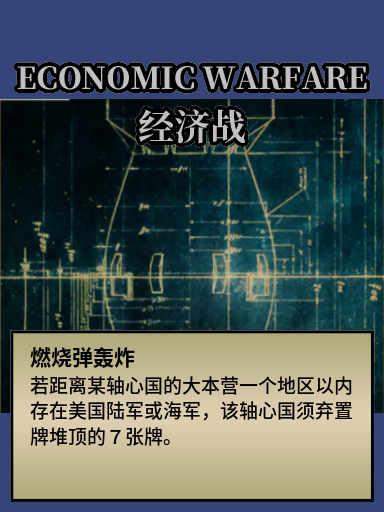 ECONOMIC WARFARE
经济战
燃烧弹轰炸
若距离某轴心国的大本营一个地区以内
存在美国陆军或海军，该轴心国须弃置
牌堆顶的 7 张牌。